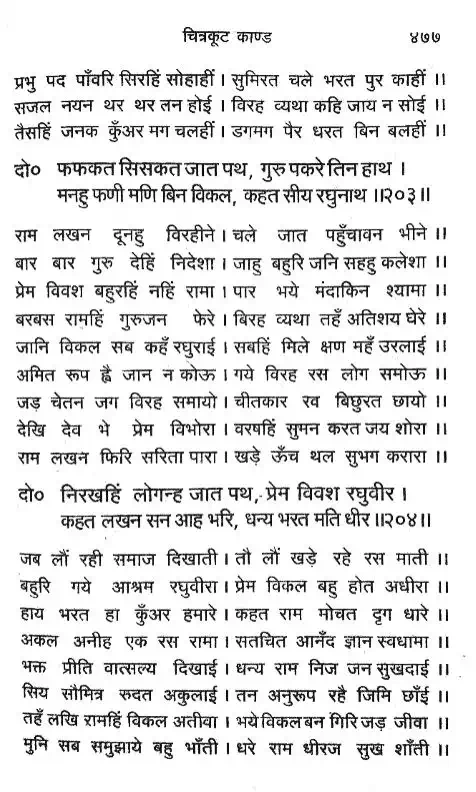 चित्रकूट काण्ड ४७७
प्रभु पद पाँवरि सिरहिं सोहाहीं । सुमिरत चले भरत पुर काहीं ॥
सजल नयन थर थर तन होई । विरह व्यथा कहि जाय न सोई ॥
तैसहिं जनक कुँअर मग चलहीं । डगमग पैर धरत बिन बलहीं ॥
दो० फफकत सिसकत जात पथ, गुरु पकरे तिन हाथ ।
मनहु फणी मणि बिन विकल, कहत सीय रघुनाथ ॥२०३॥
राम लखन दूनहु विरहीने । चले जात पहुँचावन भीने ॥
बार बार गुरु देहिं निदेशा । जाहु बहुरि जनि सहहु कलेशा ॥
प्रेम विवश बहुरहिं नहिं रामा । पार भये मंदाकिन श्यामा ॥
बरबस रामहिं गुरुजन फेरे । बिरह व्यथा तहँ अतिशय घेरे ॥
जानि विकल सब कहँ रघुराई । सबहिं मिले क्षण महँ उरलाई ॥
अमित रूप ह्वै जान न कोऊ । गये विरह रस लोग समोऊ ॥
जड़ चेतन जग विरह समायो । चीतकार रव बिछुरत छायो ॥
देखि देव भे प्रेम विभोरा । वरषहिं सुमन करत जय शोरा ॥
राम लखन फिरि सरिता पारा । खड़े ऊँच थल सुभग करारा ॥
दो० निरखहिं लोगन्ह जात पथ, प्रेम विवश रघुवीर ।
कहत लखन सन आह भरि, धन्य भरत मति धीर ॥२०४॥
जब लौं रही समाज दिखाती । तौ लौं खड़े रहे रस माती ॥
बहुरि गये आश्रम रघुवीरा । प्रेम विकल बहु होत अधीरा ॥
हाय भरत हा कुँअर हमारे । कहत राम मोचत दृग धारे ॥
अकल अनीह एक रस रामा । सतचित आनँद ज्ञान स्वधामा ॥
भक्त प्रीति वात्सल्य दिखाई । धन्य राम निज जन सुखदाई ॥
सिय सौमित्र रुदत अकुलाई । तन अनुरूप रहै जिमि छाँई ॥
तहँ लखि रामहिं विकल अतीवा । भये विकल बन गिरि जड़ जीवा ॥
मुनि सब समुझाये बहु भाँती । धरे राम धीरज सुख शाँती ॥